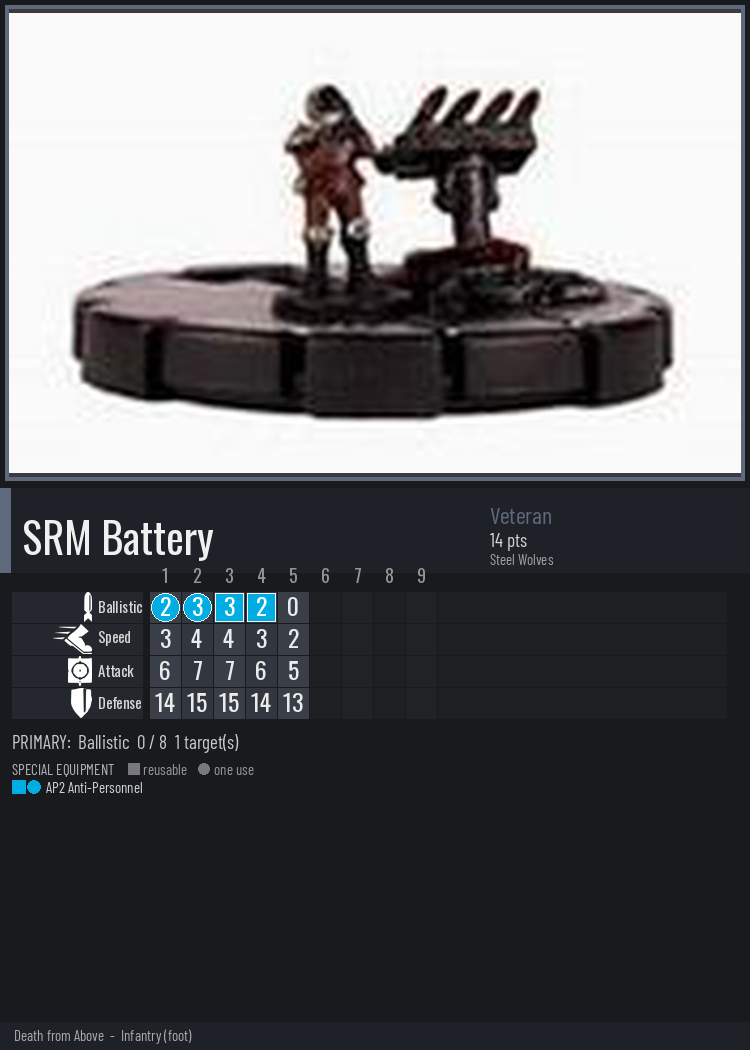 SRM Battery
Veteran
14 pts
Steel Wolves
1 2 3 4 5 6 7 8 9
Ballistic 2 3 3 2 0
Speed 3 4 4 3 2
Attack 6 7 7 6 5
Defense 14 15 15 14 13
PRIMARY: Ballistic 0 / 8 1 target(s)
SPECIAL EQUIPMENT reusable one use
AP2 Anti-Personnel
Death from Above - Infantry (foot)